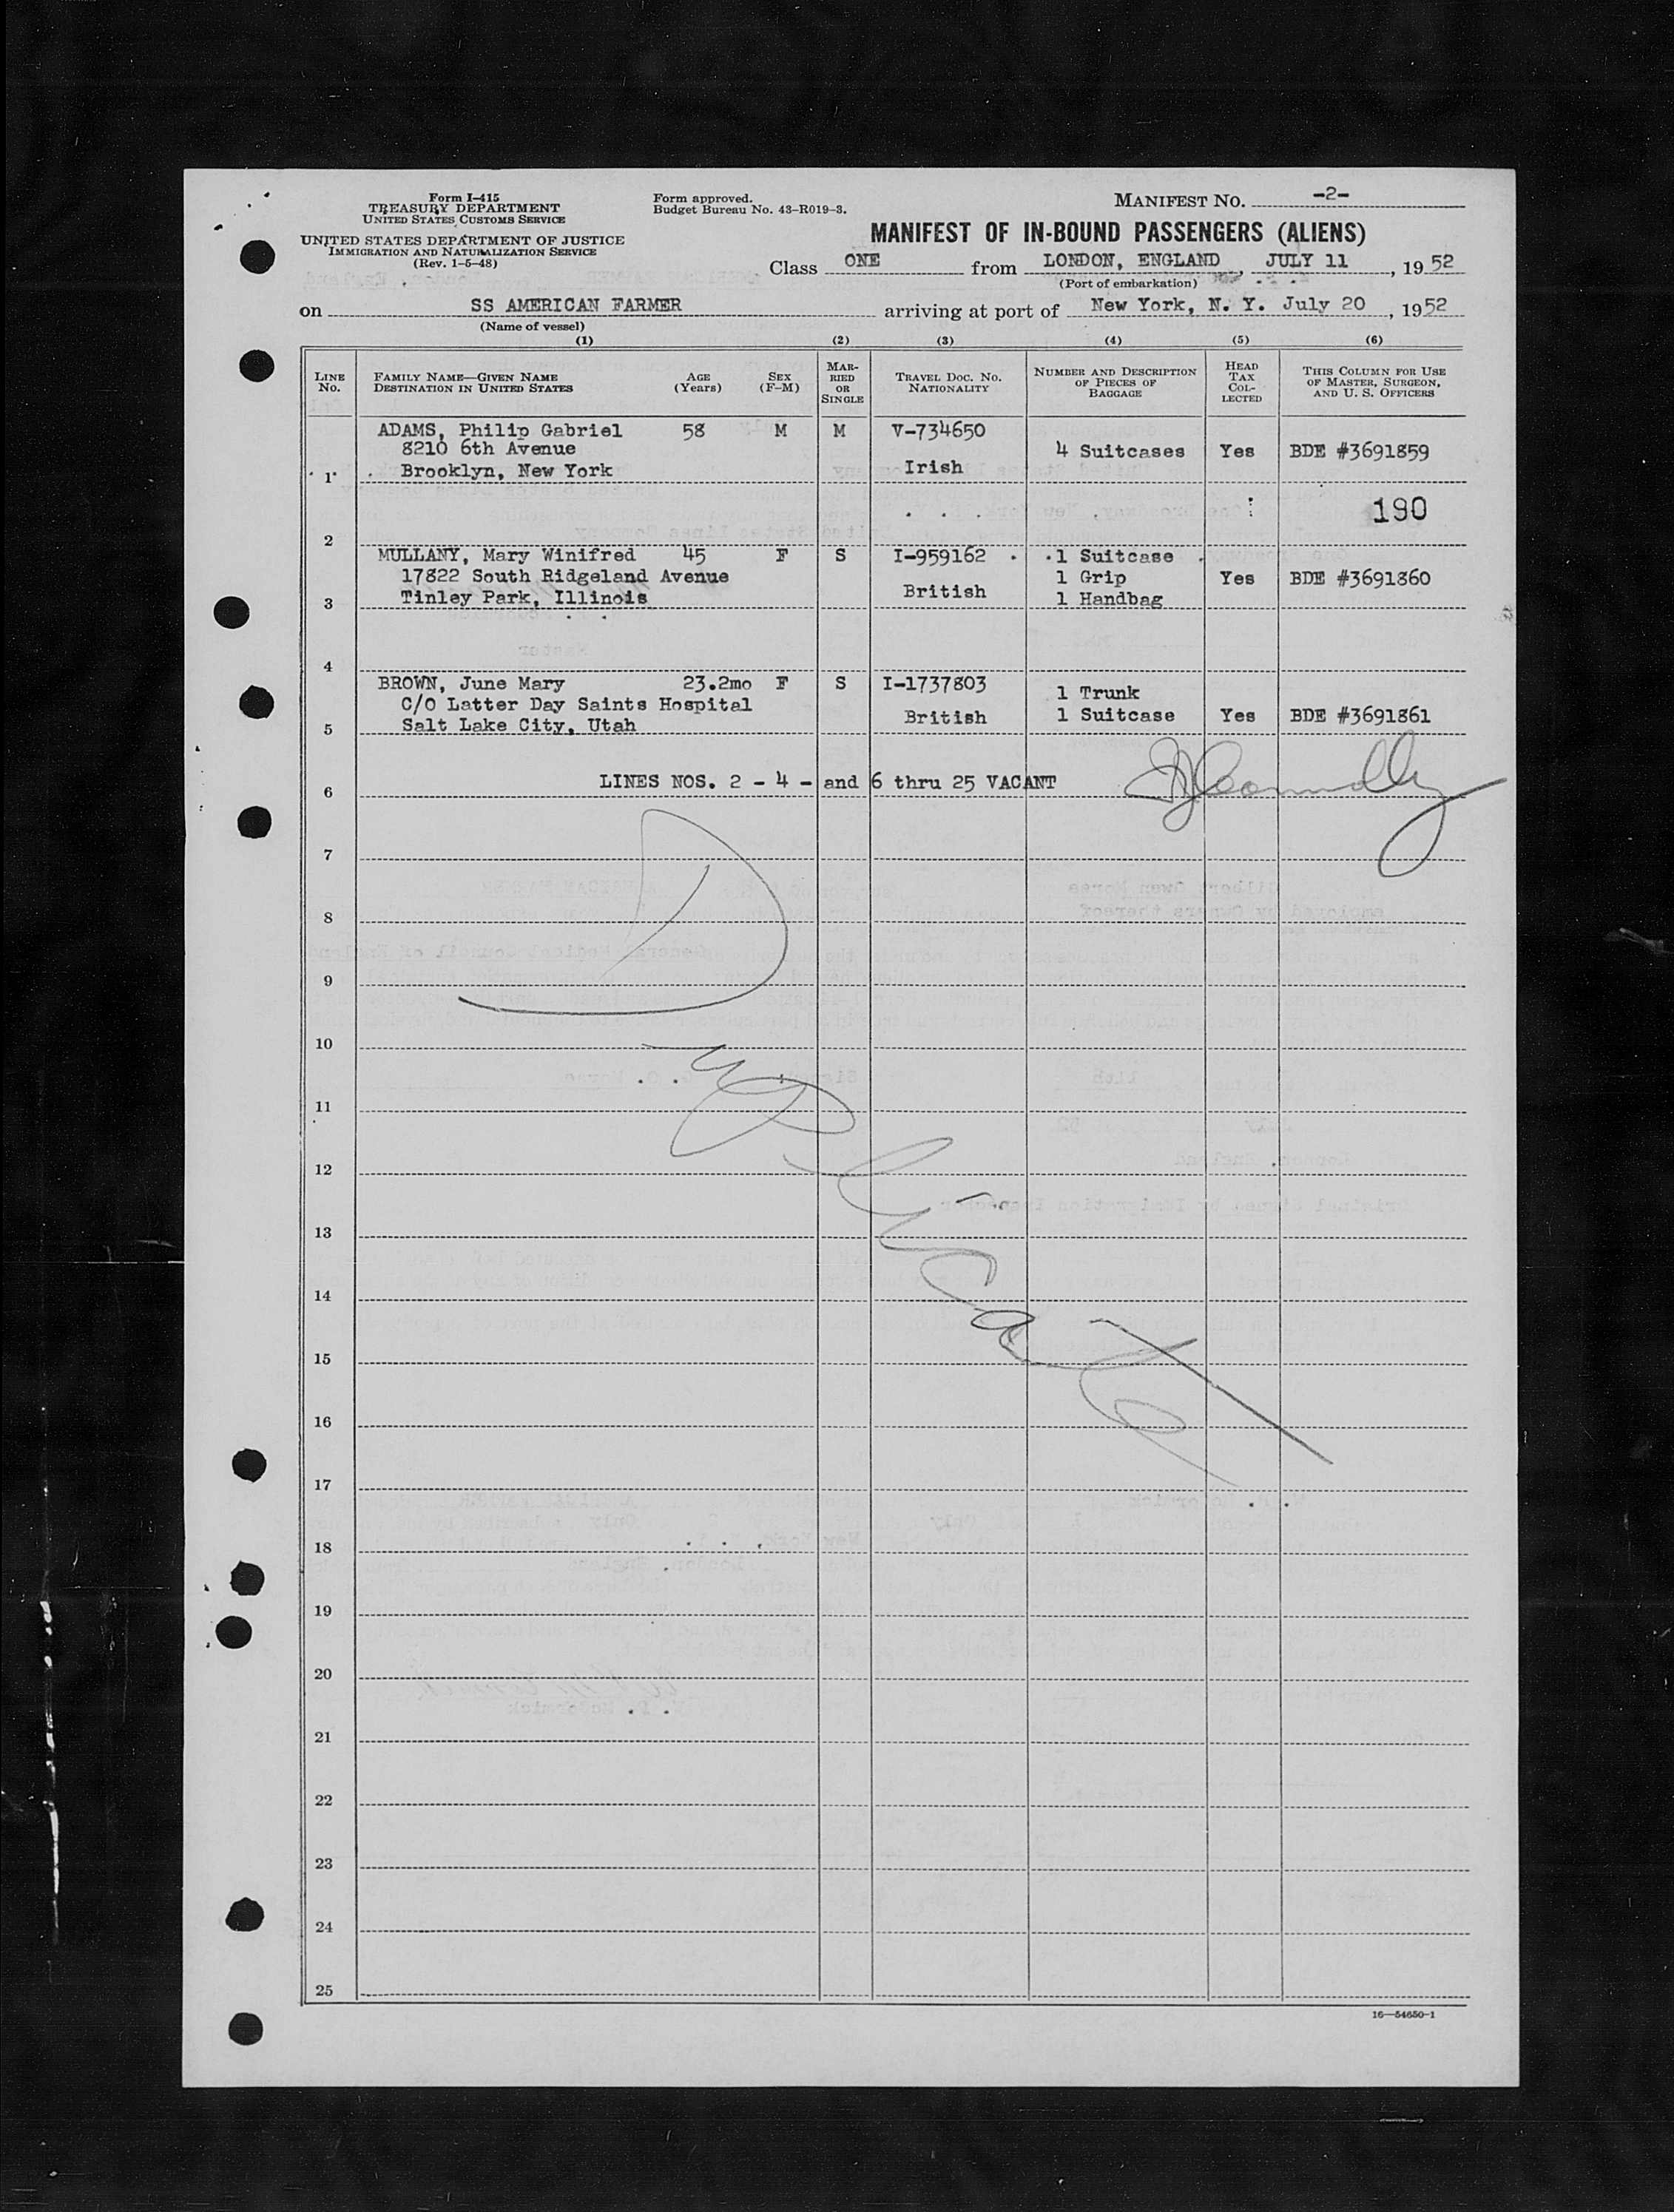 Form I-415
TREASURY DEPARTMENT
UNITED STATES CUSTOMS SERVICE
UNITED STATES DEPARTMENT OF JUSTICE
IMMIGRATION AND NATURALIZATION SERVICE
(Rev. 1-5-48)
Form approved.
Budget Bureau No. 43-R019-3.
MANIFEST NO. -2-
MANIFEST OF IN-BOUND PASSENGERS (ALIENS)
Class ONE from LONDON, ENGLAND, JULY 11, 1952
(Port of embarkation)
on SS AMERICAN FARMER arriving at port of New York, N. Y. July 20, 1952
(Name of vessel)
(1) (2) (3) (4) (5) (6)
LINE No.
FAMILY NAME—GIVEN NAME
DESTINATION IN UNITED STATES
AGE (Years)
SEX (F-M)
MARRIED OR SINGLE
TRAVEL DOC. NO. NATIONALITY
NUMBER AND DESCRIPTION OF PIECES OF BAGGAGE
HEAD TAX COLLECTED
THIS COLUMN FOR USE OF MASTER, SURGEON, AND U. S. OFFICERS
ADAMS, Philip Gabriel 58 M M V-734650
8210 6th Avenue 4 Suitcases Yes BDE #3691859
1 Brooklyn, New York Irish
190
2
MULLANY, Mary Winifred 45 F S I-959162 1 Suitcase
17822 South Ridgeland Avenue 1 Grip Yes BDE #3691860
3 Tinley Park, Illinois British 1 Handbag
4
BROWN, June Mary 23.2mo F S I-1737803 1 Trunk
C/O Latter Day Saints Hospital
5 Salt Lake City, Utah British 1 Suitcase Yes BDE #3691861
6 LINES NOS. 2 - 4 - and 6 thru 25 VACANT
7
8
9
10
11
12
13
14
15
16
17
18
19
20
21
22
23
24
25
Duplicate
16—54650-1